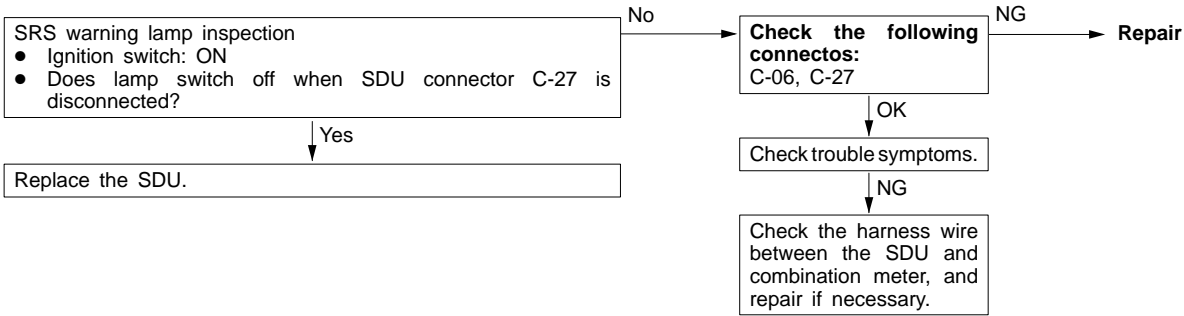 SRS warning lamp inspection
● Ignition switch: ON
● Does lamp switch off when SDU connector C-27 is
disconnected?
Yes
Replace the SDU.
No
Check the following
connectos:
C-06, C-27
NG
Repair
OK
Check trouble symptoms.
NG
Check the harness wire
between the SDU and
combination meter, and
repair if necessary.